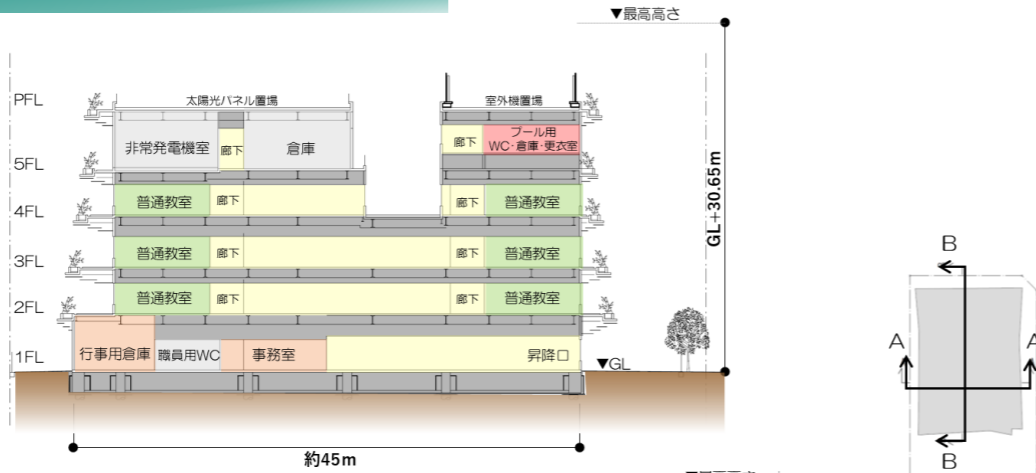 ▼最高高さ
PFL
太陽光パネル置場
室外機置場
非常発電機室
廊下
倉庫
廊下
プール用
WC・倉庫・更衣室
5FL
普通教室
廊下
廊下
普通教室
4FL
普通教室
廊下
廊下
普通教室
3FL
普通教室
廊下
廊下
普通教室
2FL
行事用倉庫
職員用WC
事務室
昇降口
1FL
▼GL
GL+30.65m
約45m
B
A
A
B